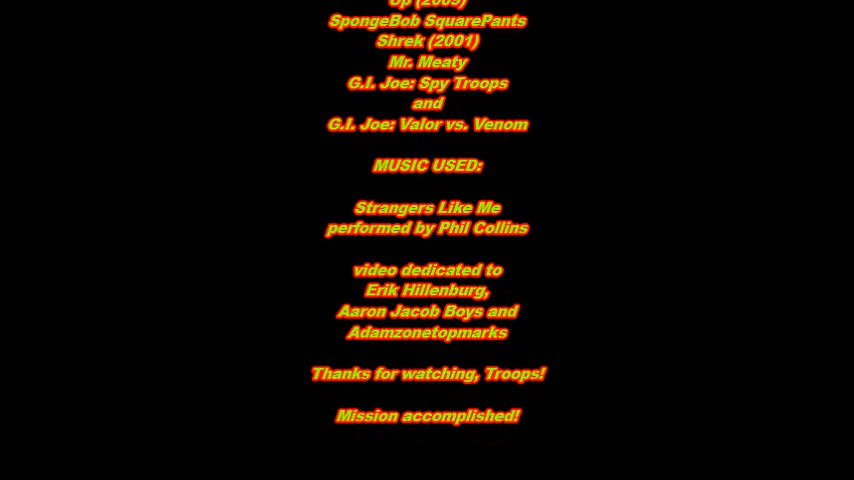 Up (2009)
SpongeBob SquarePants
Shrek (2001)
Mr. Meaty
G.I. Joe: Spy Troops
and
G.I. Joe: Valor vs. Venom
MUSIC USED:
Strangers Like Me
performed by Phil Collins
video dedicated to
Erik Hillenburg,
Aaron Jacob Boys and
Adamzonetopmarks
Thanks for watching, Troops!
Mission accomplished!